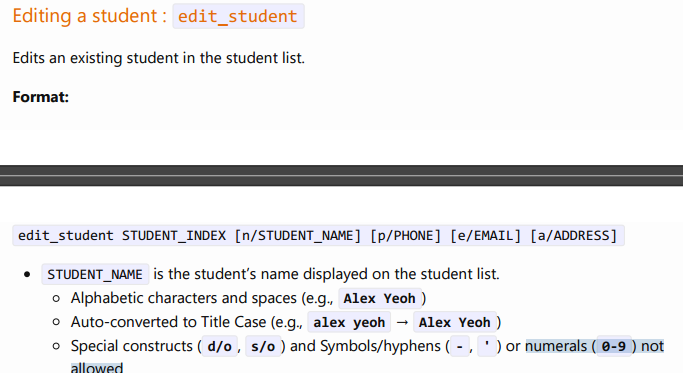 Editing a student : edit_student
Edits an existing student in the student list.
Format:
edit_student STUDENT_INDEX [n/STUDENT_NAME] [p/PHONE] [e/EMAIL] [a/ADDRESS]
• STUDENT_NAME is the student’s name displayed on the student list.
○ Alphabetic characters and spaces (e.g., Alex Yeoh )
○ Auto-converted to Title Case (e.g., alex yeoh → Alex Yeoh )
○ Special constructs ( d/o , s/o ) and Symbols/hyphens ( - , ' ) or numerals ( 0-9 ) not
allowed